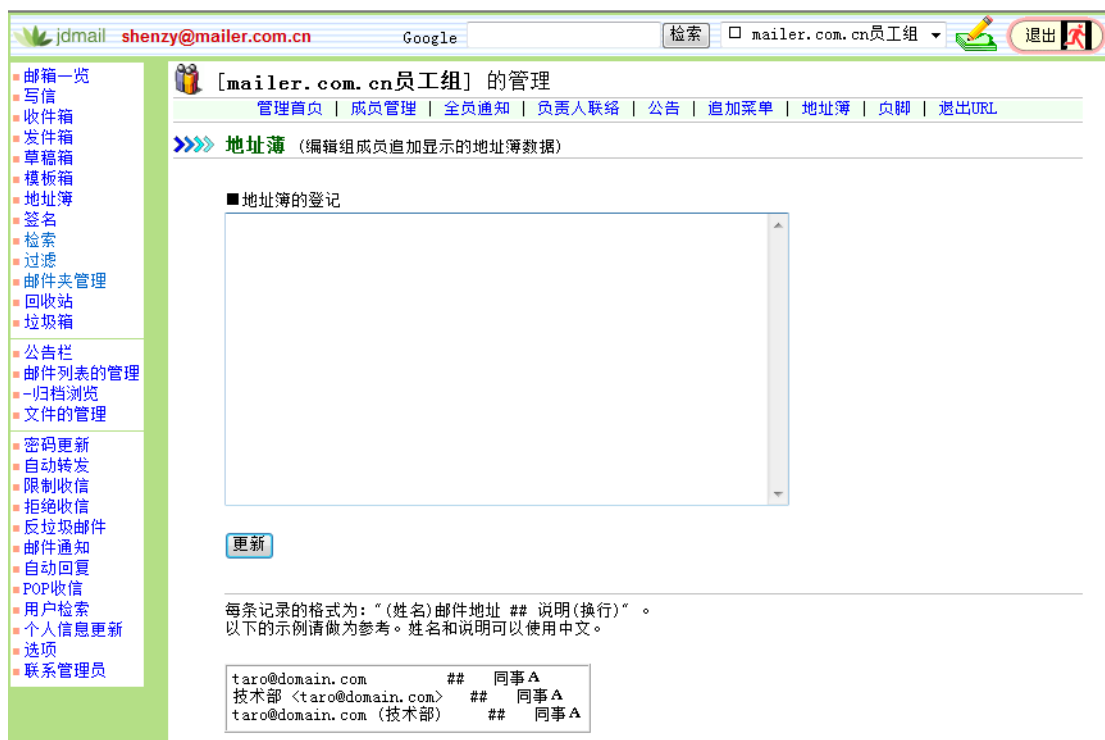 jdmail shenzy@mailer.com.cn Google 检索 mailer.com.cn员工组 退出
邮箱一览
写信
收件箱
发件箱
草稿箱
模板箱
地址簿
签名
检索
过滤
邮件夹管理
回收站
垃圾箱
公告栏
邮件列表的管理
-归档浏览
文件的管理
密码更新
自动转发
限制收信
拒绝收信
反垃圾邮件
邮件通知
自动回复
POP收信
用户检索
个人信息更新
选项
联系管理员
[mailer.com.cn员工组] 的管理
管理首页 | 成员管理 | 全员通知 | 负责人联络 | 公告 | 追加菜单 | 地址簿 | 页脚 | 退出URL
地址薄 (编辑组成员追加显示的地址簿数据)
■地址簿的登记
更新
每条记录的格式为:“(姓名)邮件地址 ## 说明(换行)” 。
以下的示例请做为参考。姓名和说明可以使用中文。
taro@domain.com ## 同事A
技术部 <taro@domain.com> ## 同事A
taro@domain.com (技术部) ## 同事A